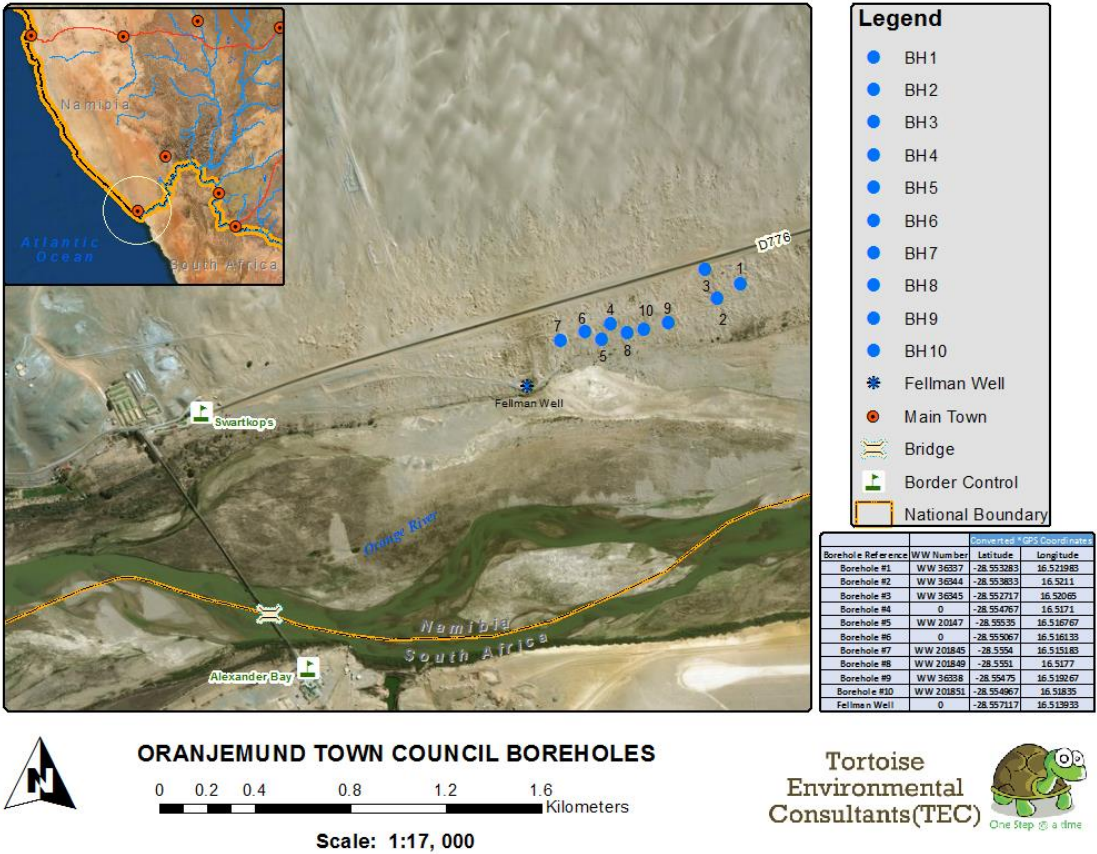 Namibia
Atlantic
Ocean
South Africa
D776
1
3
2
7
6
4
10
9
5
8
Fellman Well
Swartkops
Orange River
Namibia
South Africa
Alexander Bay
Legend
BH1
BH2
BH3
BH4
BH5
BH6
BH7
BH8
BH9
BH10
Fellman Well
Main Town
Bridge
Border Control
National Boundary
Converted *GPS Coordinates
Borehole Reference WW Number Latitude Longitude
Borehole #1 WW 36337 -28.553283 16.521983
Borehole #2 WW 36344 -28.553833 16.5211
Borehole #3 WW 36345 -28.552717 16.52065
Borehole #4 0 -28.554767 16.5171
Borehole #5 WW 20147 -28.55535 16.516767
Borehole #6 0 -28.555067 16.516133
Borehole #7 WW 201845 -28.5554 16.515183
Borehole #8 WW 201849 -28.5551 16.5177
Borehole #9 WW 36338 -28.55475 16.519267
Borehole #10 WW 201851 -28.554967 16.51835
Fellman Well 0 -28.557117 16.513933
N
ORANJEMUND TOWN COUNCIL BOREHOLES
0 0.2 0.4 0.8 1.2 1.6
Kilometers
Scale: 1:17, 000
Tortoise
Environmental
Consultants(TEC)
One Step @ a time